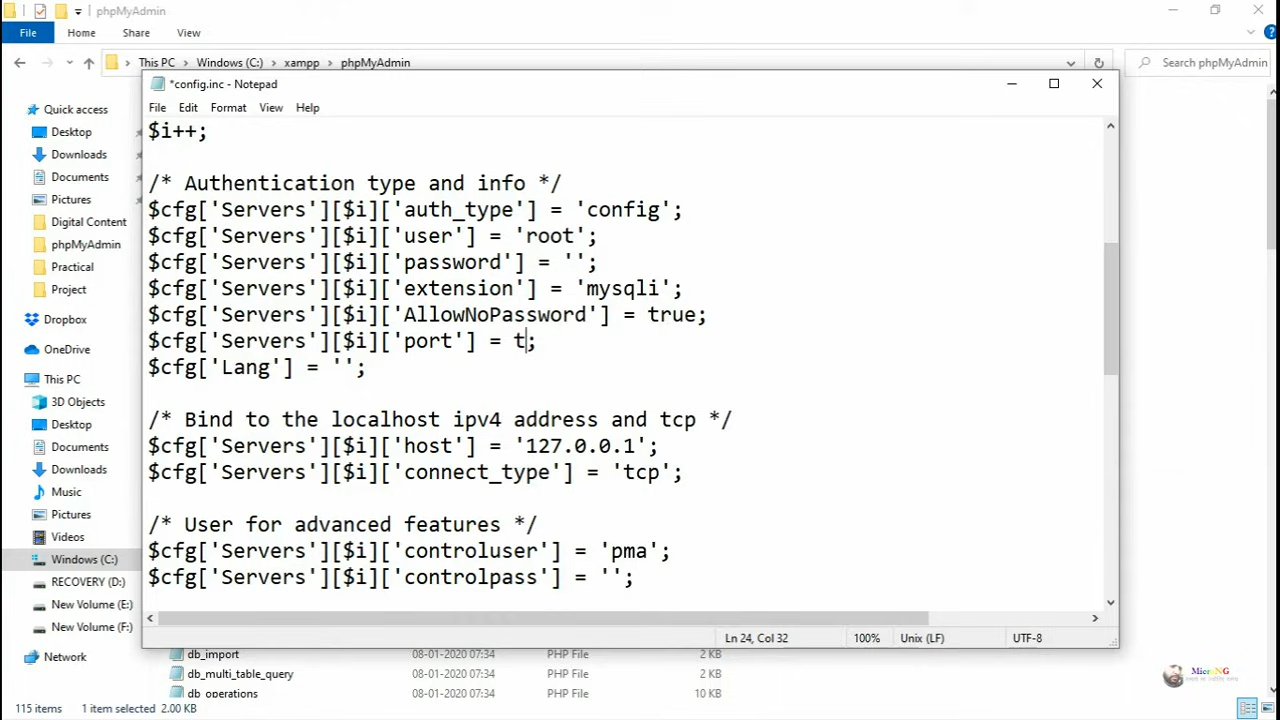 phpMyAdmin
File Home Share View
This PC Windows (C:) xampp phpMyAdmin
Search phpMyAdmin
*config.inc - Notepad
File Edit Format View Help
$i++;
/* Authentication type and info */
$cfg['Servers'][$i]['auth_type'] = 'config';
$cfg['Servers'][$i]['user'] = 'root';
$cfg['Servers'][$i]['password'] = '';
$cfg['Servers'][$i]['extension'] = 'mysqli';
$cfg['Servers'][$i]['AllowNoPassword'] = true;
$cfg['Servers'][$i]['port'] = t;
$cfg['Lang'] = '';
/* Bind to the localhost ipv4 address and tcp */
$cfg['Servers'][$i]['host'] = '127.0.0.1';
$cfg['Servers'][$i]['connect_type'] = 'tcp';
/* User for advanced features */
$cfg['Servers'][$i]['controluser'] = 'pma';
$cfg['Servers'][$i]['controlpass'] = '';
Ln 24, Col 32 100% Unix (LF) UTF-8
Quick access
Desktop
Downloads
Documents
Pictures
Digital Content
phpMyAdmin
Practical
Project
Dropbox
OneDrive
This PC
3D Objects
Desktop
Documents
Downloads
Music
Pictures
Videos
Windows (C:)
RECOVERY (D:)
New Volume (E:)
New Volume (F:)
Network
db_import 08-01-2020 07:34 PHP File 2 KB
db_multi_table_query 08-01-2020 07:34 PHP File 2 KB
db_operations 08-01-2020 07:34 PHP File 10 KB
MicroNG
115 items 1 item selected 2.00 KB